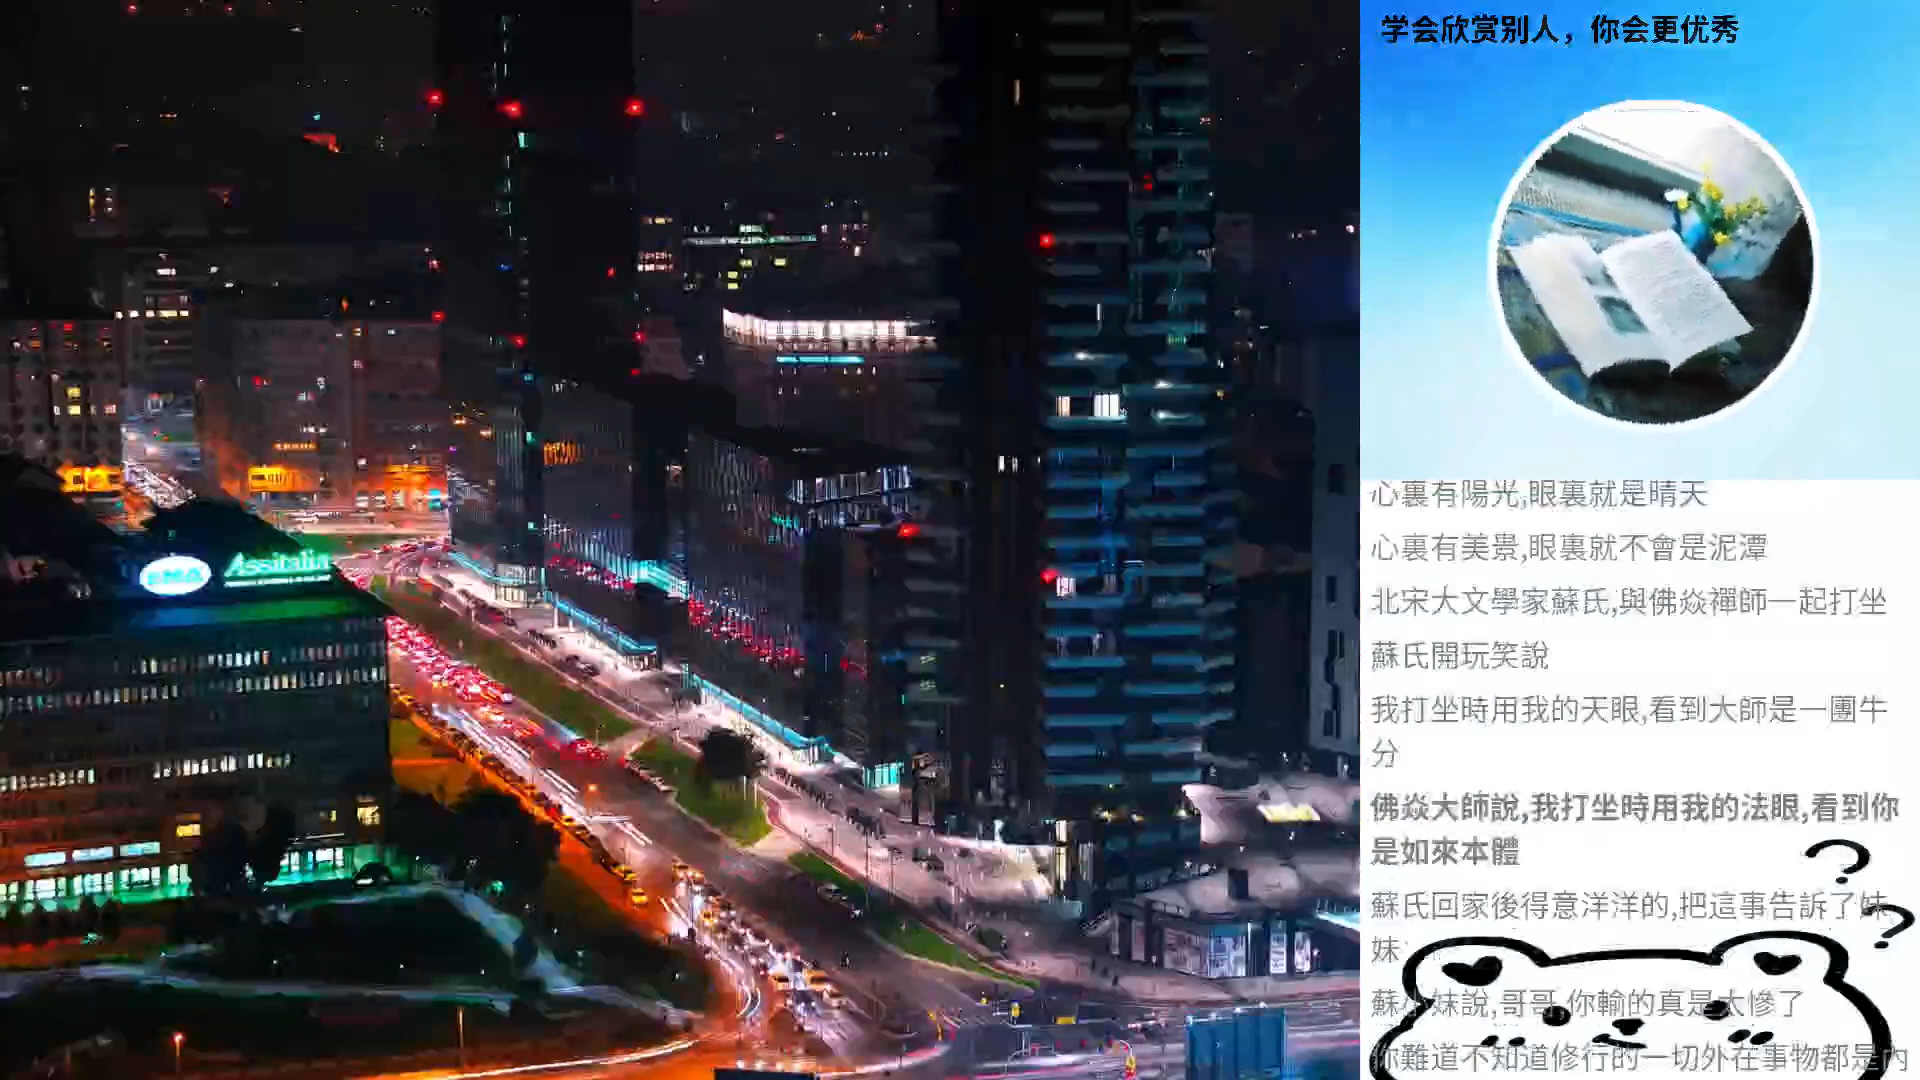 学会欣赏别人，你会更优秀
EMA
Assitalia
心裏有陽光,眼裏就是晴天
心裏有美景,眼裏就不會是泥潭
北宋大文學家蘇氏,與佛焱禪師一起打坐
蘇氏開玩笑說
我打坐時用我的天眼,看到大師是一團牛
分
佛焱大師說,我打坐時用我的法眼,看到你
是如來本體
蘇氏回家後得意洋洋的,把這事告訴了妹
妹
蘇小妹說,哥哥,你輸的真是太慘了
你難道不知道修行的一切外在事物都是內